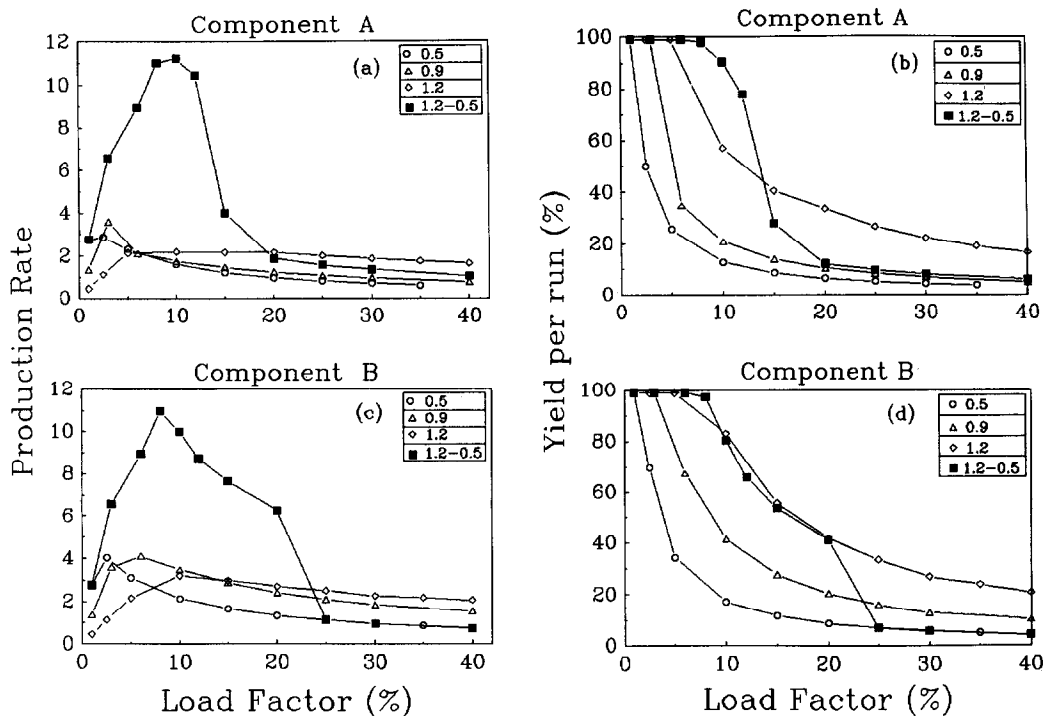 Component A
Production Rate
12
10
8
6
4
2
0
(a)
0.5
0.9
1.2
1.2-0.5
0 10 20 30 40
Component A
Yield per run (%)
100
80
60
40
20
0
(b)
0.5
0.9
1.2
1.2-0.5
0 10 20 30 40
Component B
12
10
8
6
4
2
0
(c)
0.5
0.9
1.2
1.2-0.5
0 10 20 30 40
Load Factor (%)
Component B
100
80
60
40
20
0
(d)
0.5
0.9
1.2
1.2-0.5
0 10 20 30 40
Load Factor (%)